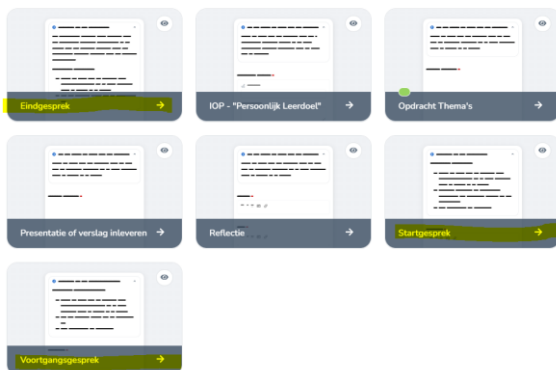 Eindgesprek
IOP - "Persoonlijk Leerdoel"
Opdracht Thema's
Presentatie of verslag inleveren
Reflectie
Startgesprek
Voortgangsgesprek